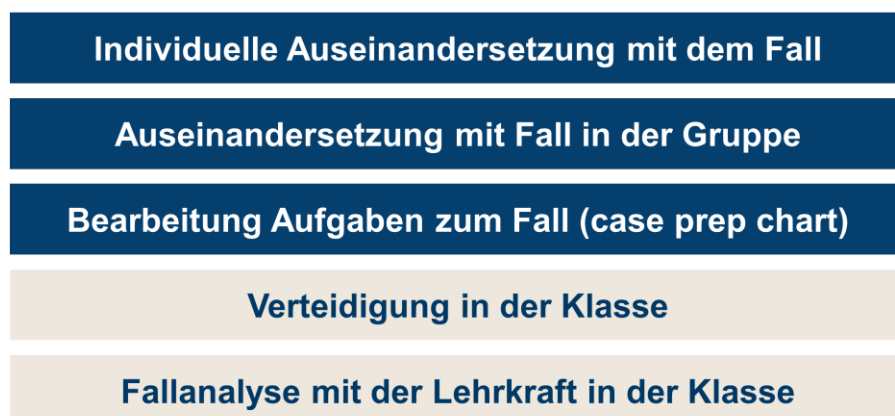 Individuelle Auseinandersetzung mit dem Fall
Auseinandersetzung mit Fall in der Gruppe
Bearbeitung Aufgaben zum Fall (case prep chart)
Verteidigung in der Klasse
Fallanalyse mit der Lehrkraft in der Klasse